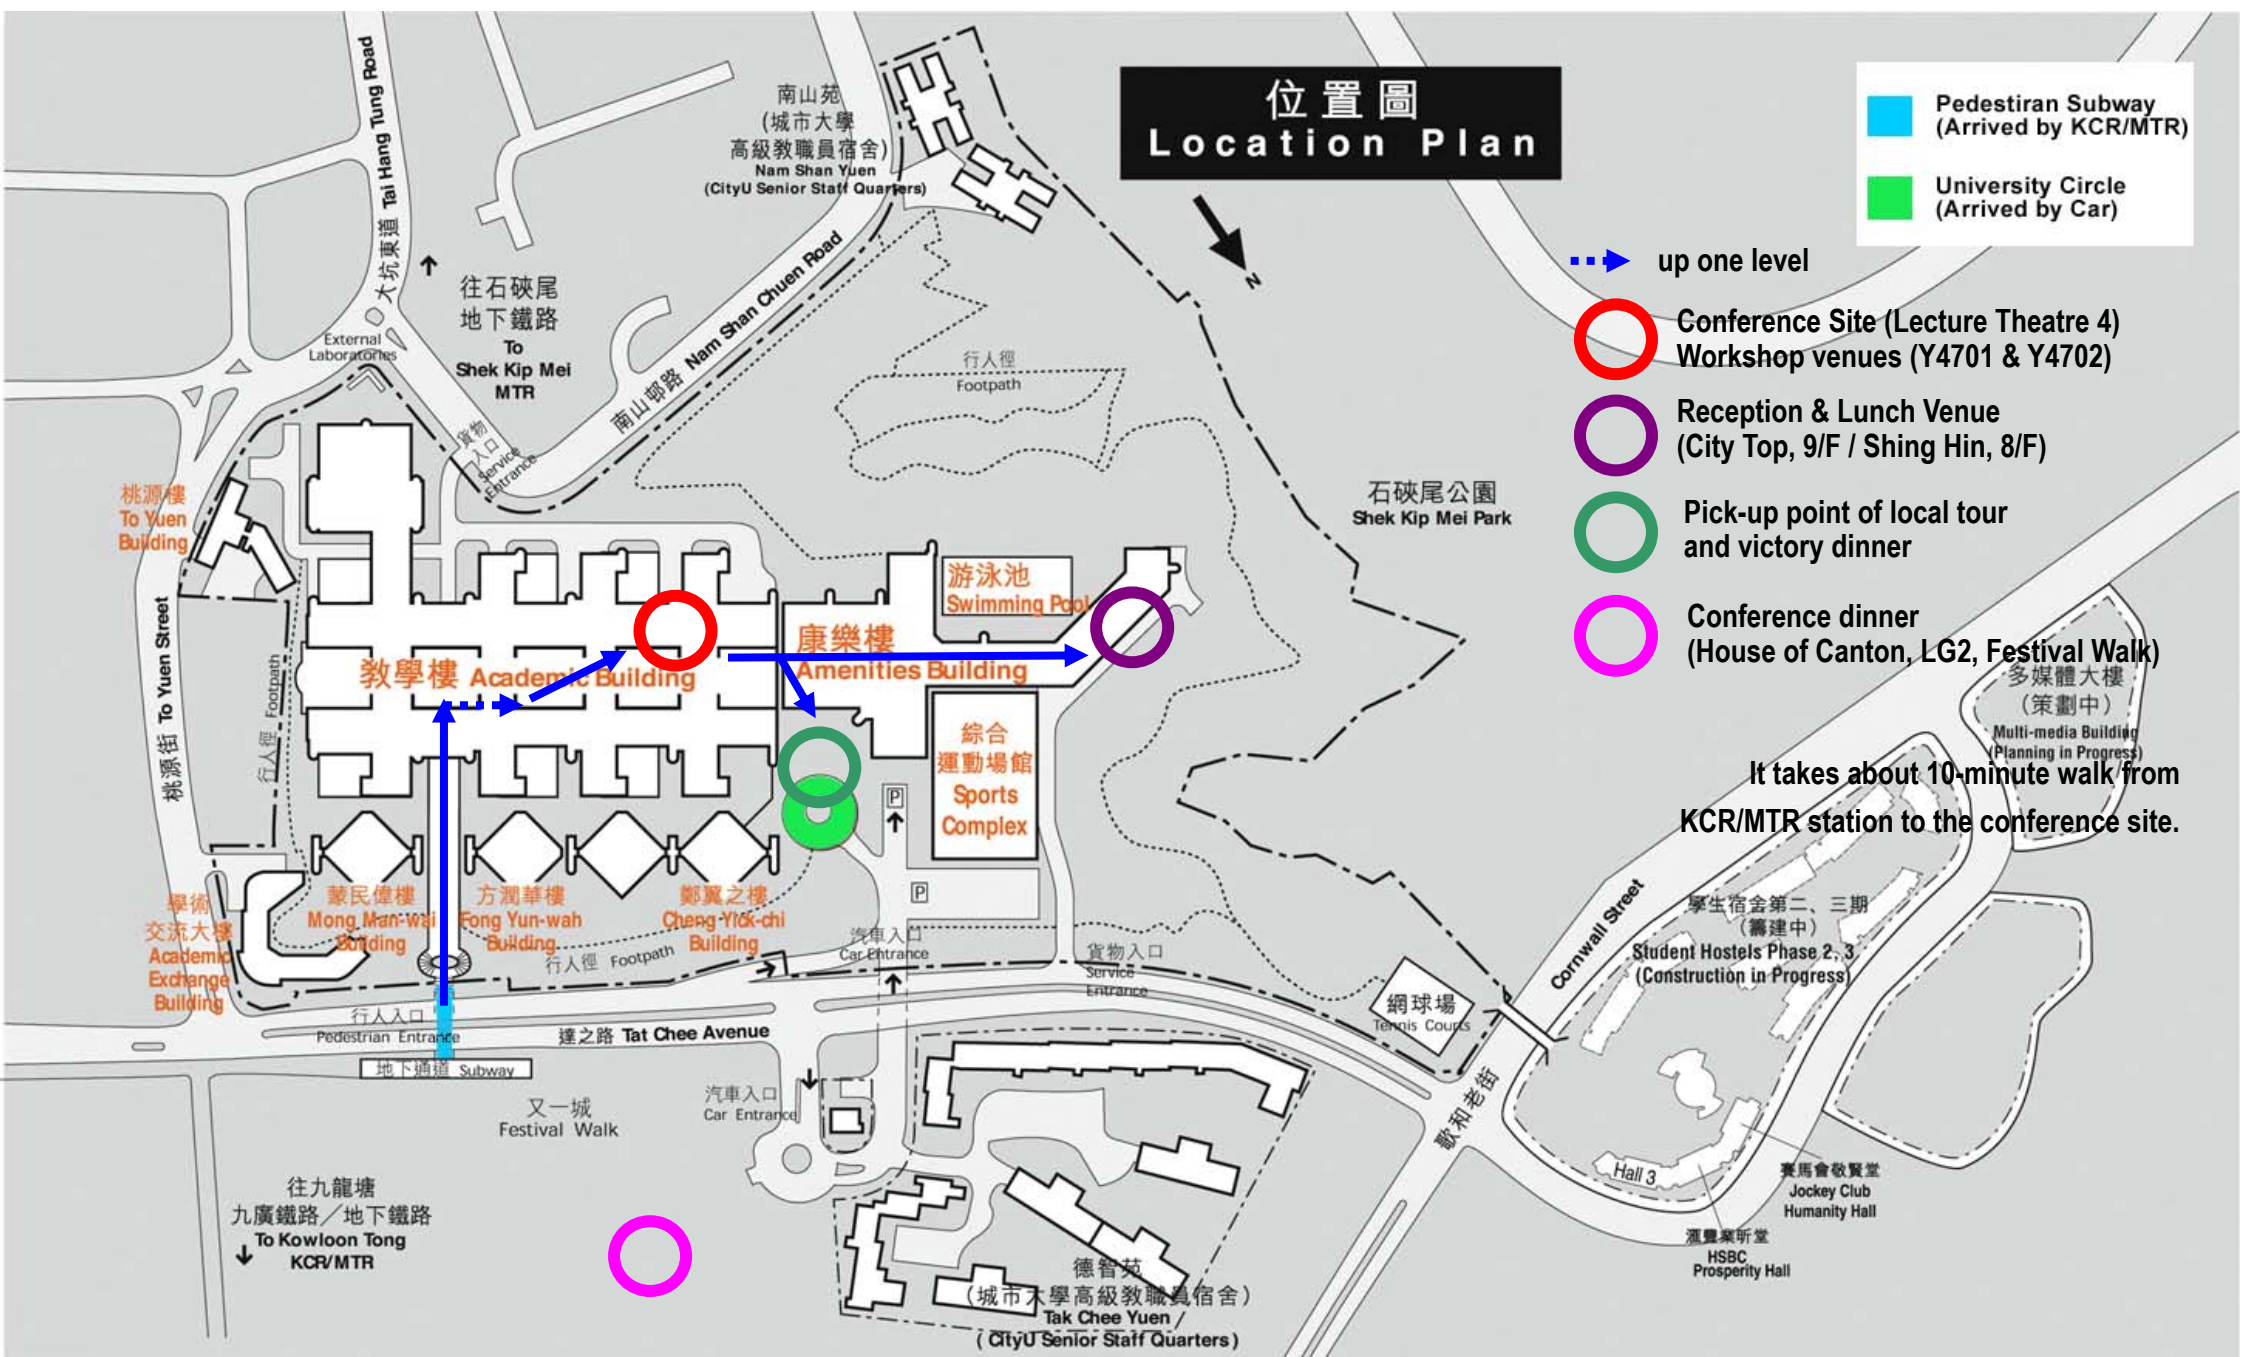 位置圖
Location Plan
Pedestiran Subway
(Arrived by KCR/MTR)
University Circle
(Arrived by Car)
up one level
Conference Site (Lecture Theatre 4)
Workshop venues (Y4701 & Y4702)
Reception & Lunch Venue
(City Top, 9/F / Shing Hin, 8/F)
Pick-up point of local tour
and victory dinner
Conference dinner
(House of Canton, LG2, Festival Walk)
It takes about 10-minute walk from
KCR/MTR station to the conference site.
N
大坑東道 Tai Hang Tung Road
南山苑
(城市大學
高級教職員宿舍)
Nam Shan Yuen
(CityU Senior Staff Quarters)
往石硤尾
地下鐵路
To
Shek Kip Mei
MTR
External
Laboratories
南山邨路 Nam Shan Chuen Road
貨物
入口
Service
Entrance
行人徑
Footpath
石硤尾公園
Shek Kip Mei Park
桃源樓
To Yuen
Building
桃源街 To Yuen Street
行人徑 Footpath
教學樓 Academic Building
康樂樓
Amenities Building
游泳池
Swimming Pool
綜合
運動場館
Sports
Complex
P
P
蒙民偉樓
Mong Man-wai
Building
方潤華樓
Fong Yun-wah
Building
鄭翼之樓
Cheng Yick-chi
Building
學術
交流大樓
Academic
Exchange
Building
行人徑 Footpath
汽車入口
Car Entrance
貨物入口
Service
Entrance
行人入口
Pedestrian Entrance
達之路 Tat Chee Avenue
地下通道 Subway
又一城
Festival Walk
汽車入口
Car Entrance
往九龍塘
九廣鐵路／地下鐵路
To Kowloon Tong
KCR/MTR
德智苑
(城市大學高級教職員宿舍)
Tak Chee Yuen
(CityU Senior Staff Quarters)
網球場
Tennis Courts
Cornwall Street
歌和老街
多媒體大樓
(策劃中)
Multi-media Building
(Planning in Progress)
學生宿舍第二、三期
(籌建中)
Student Hostels Phase 2, 3
(Construction in Progress)
Hall 3
賽馬會敬賢堂
Jockey Club
Humanity Hall
滙豐業昕堂
HSBC
Prosperity Hall